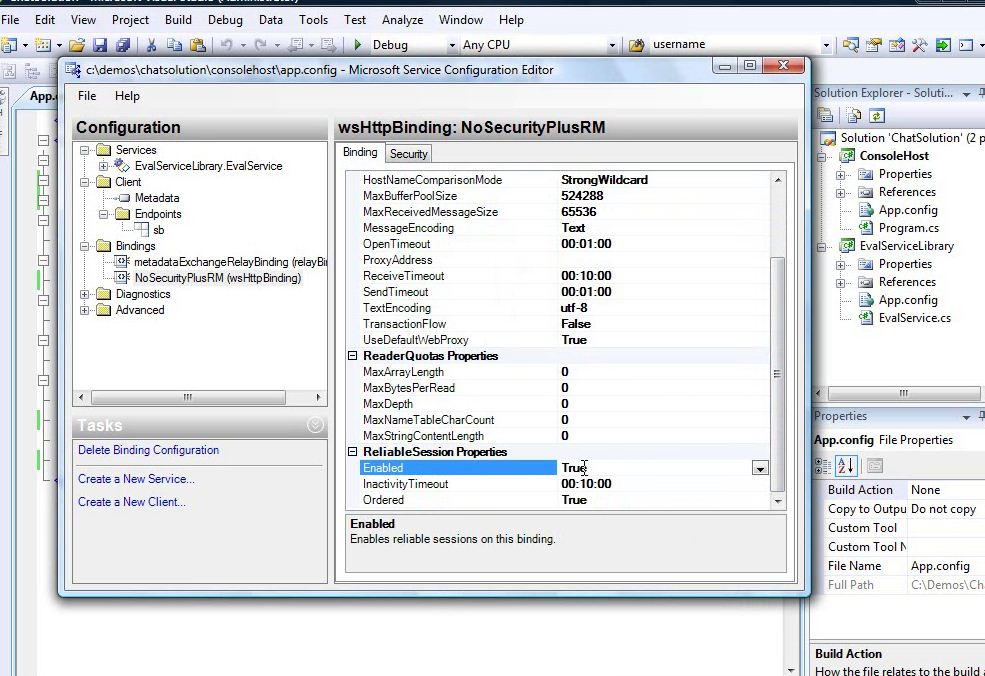 File Edit View Project Build Debug Data Tools Test Analyze Window Help
Debug Any CPU username
c:\demos\chatsolution\consolehost\app.config - Microsoft Service Configuration Editor
File Help
Configuration
Services
EvalServiceLibrary.EvalService
Client
Metadata
Endpoints
sb
Bindings
metadataExchangeRelayBinding (relayBi
NoSecurityPlusRM (wsHttpBinding)
Diagnostics
Advanced
Tasks
Delete Binding Configuration
Create a New Service...
Create a New Client...
wsHttpBinding: NoSecurityPlusRM
Binding Security
HostNameComparisonMode StrongWildcard
MaxBufferPoolSize 524288
MaxReceivedMessageSize 65536
MessageEncoding Text
OpenTimeout 00:01:00
ProxyAddress
ReceiveTimeout 00:10:00
SendTimeout 00:01:00
TextEncoding utf-8
TransactionFlow False
UseDefaultWebProxy True
ReaderQuotas Properties
MaxArrayLength 0
MaxBytesPerRead 0
MaxDepth 0
MaxNameTableCharCount 0
MaxStringContentLength 0
ReliableSession Properties
Enabled True
InactivityTimeout 00:10:00
Ordered True
Enabled
Enables reliable sessions on this binding.
App.
Solution Explorer - Soluti...
Solution 'ChatSolution' (2 p
ConsoleHost
Properties
References
App.config
Program.cs
EvalServiceLibrary
Properties
References
App.config
EvalService.cs
Properties
App.config File Properties
Build Action None
Copy to Outpu Do not copy
Custom Tool
Custom Tool N
File Name App.config
Full Path C:\Demos\Cha
Build Action
How the file relates to the build a